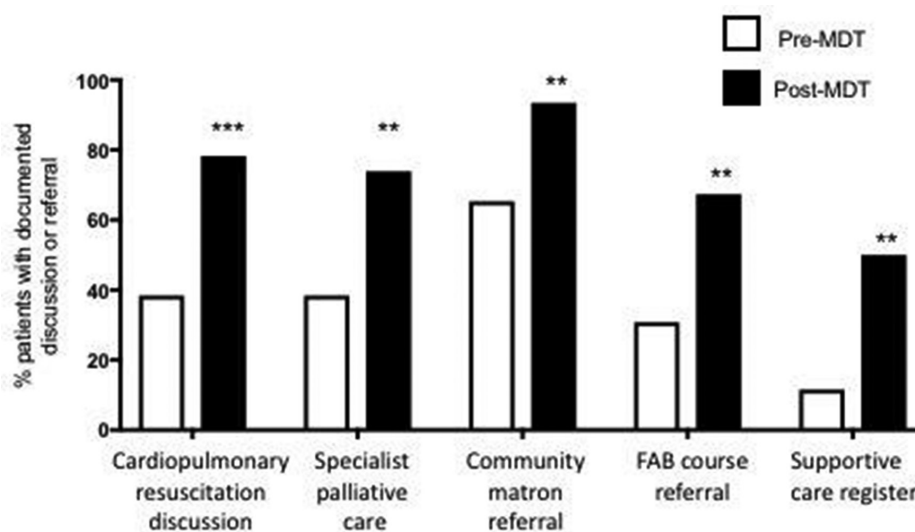 Pre-MDT
Post-MDT
% patients with documented
discussion or referral
100
80
60
40
20
0
***
**
**
**
**
Cardiopulmonary
resuscitation
discussion
Specialist
palliative
care
Community
matron
referral
FAB course
referral
Supportive
care register